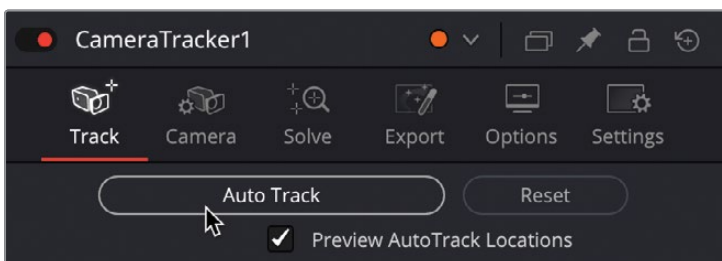 CameraTracker1
Track Camera Solve Export Options Settings
Auto Track Reset
Preview AutoTrack Locations